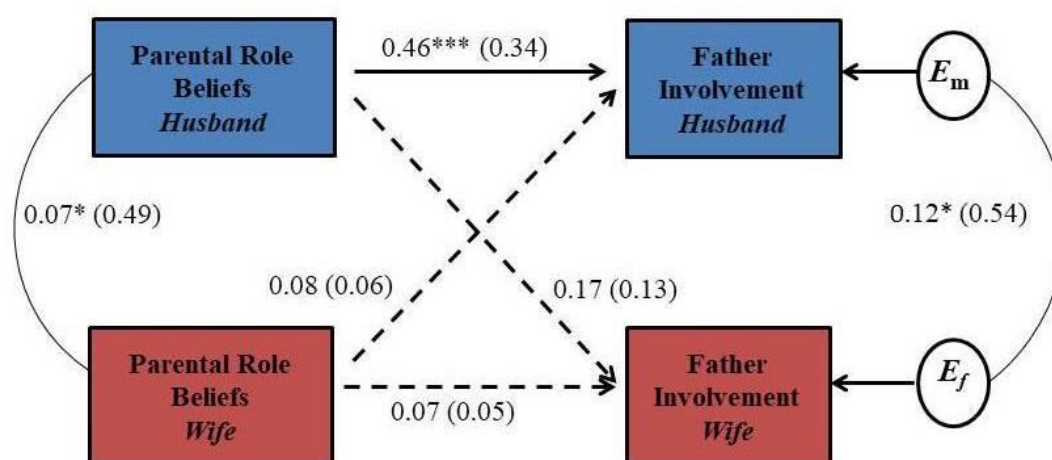 Parental Role
Beliefs
Husband
0.46*** (0.34)
Father
Involvement
Husband
E_m
0.07* (0.49)
0.12* (0.54)
0.08 (0.06)
0.17 (0.13)
Parental Role
Beliefs
Wife
0.07 (0.05)
Father
Involvement
Wife
E_f